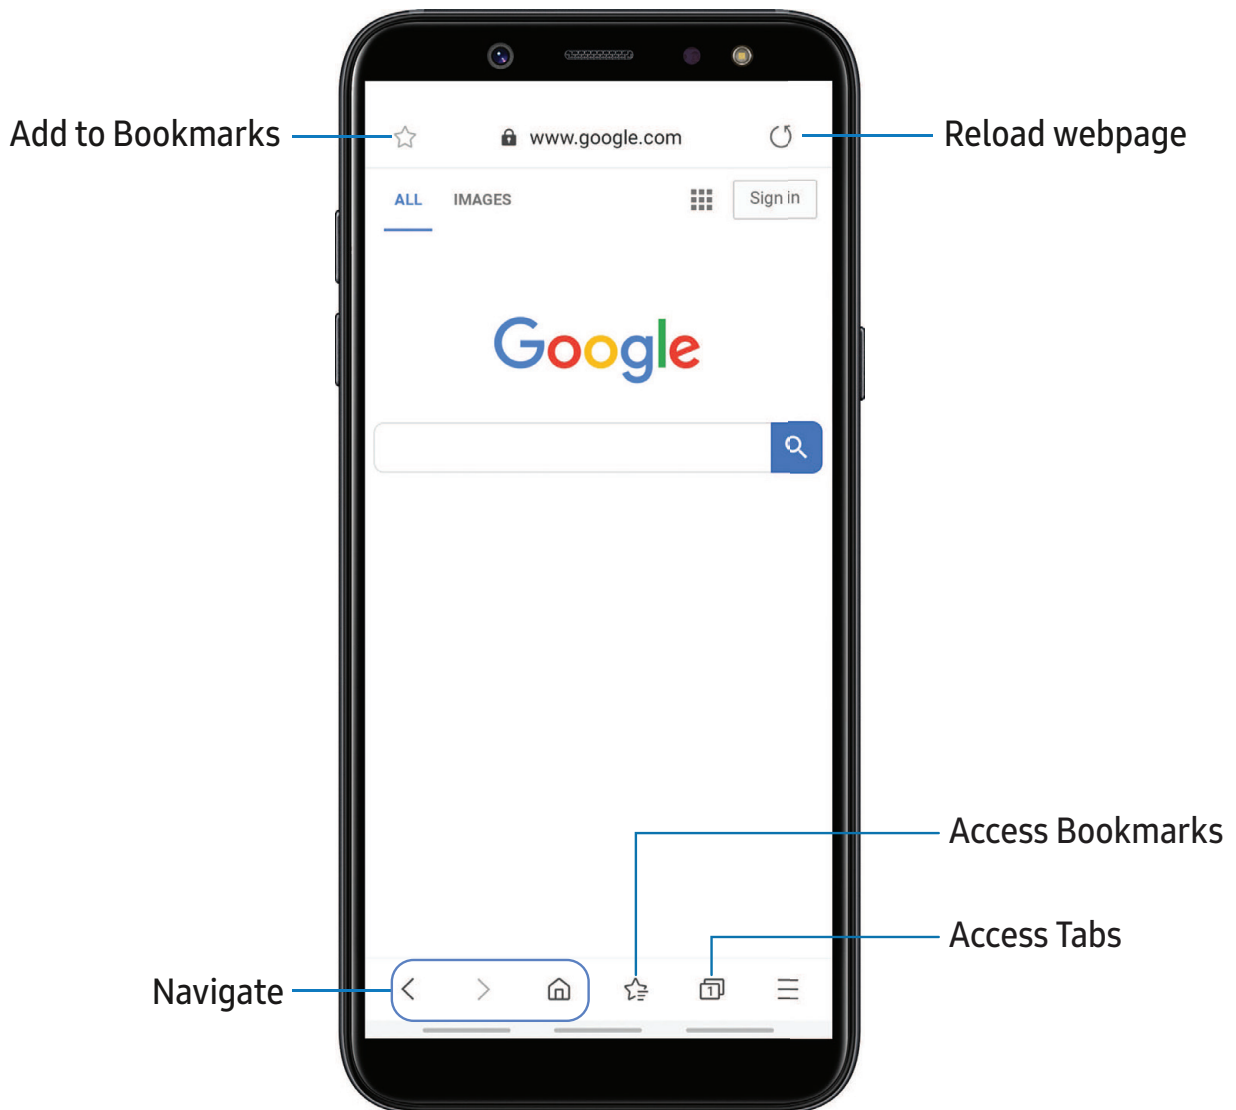 Add to Bookmarks
www.google.com
Reload webpage
ALL IMAGES
Sign in
Google
Access Bookmarks
Access Tabs
Navigate
1